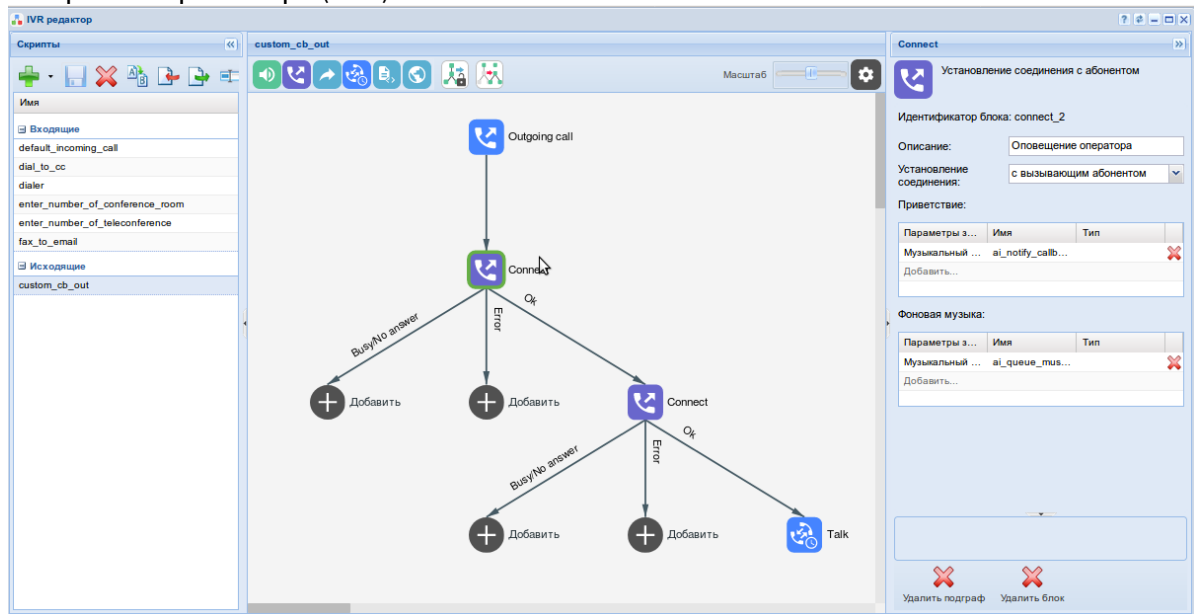 IVR редактор
Скрипты
custom_cb_out
Connect
Масштаб
Установление соединения с абонентом
Имя
Входящие
default_incoming_call
dial_to_cc
dialer
enter_number_of_conference_room
enter_number_of_teleconference
fax_to_email
Исходящие
custom_cb_out
Outgoing call
Connect
Busy/No answer
Error
Ok
Добавить
Добавить
Connect
Busy/No answer
Error
Ok
Добавить
Добавить
Talk
Идентификатор блока: connect_2
Описание: Оповещение оператора
Установление соединения: с вызывающим абонентом
Приветствие:
Параметры з... Имя Тип
Музыкальный ... ai_notify_callb...
Добавить...
Фоновая музыка:
Параметры з... Имя Тип
Музыкальный ... ai_queue_mus...
Добавить...
Удалить подграф Удалить блок